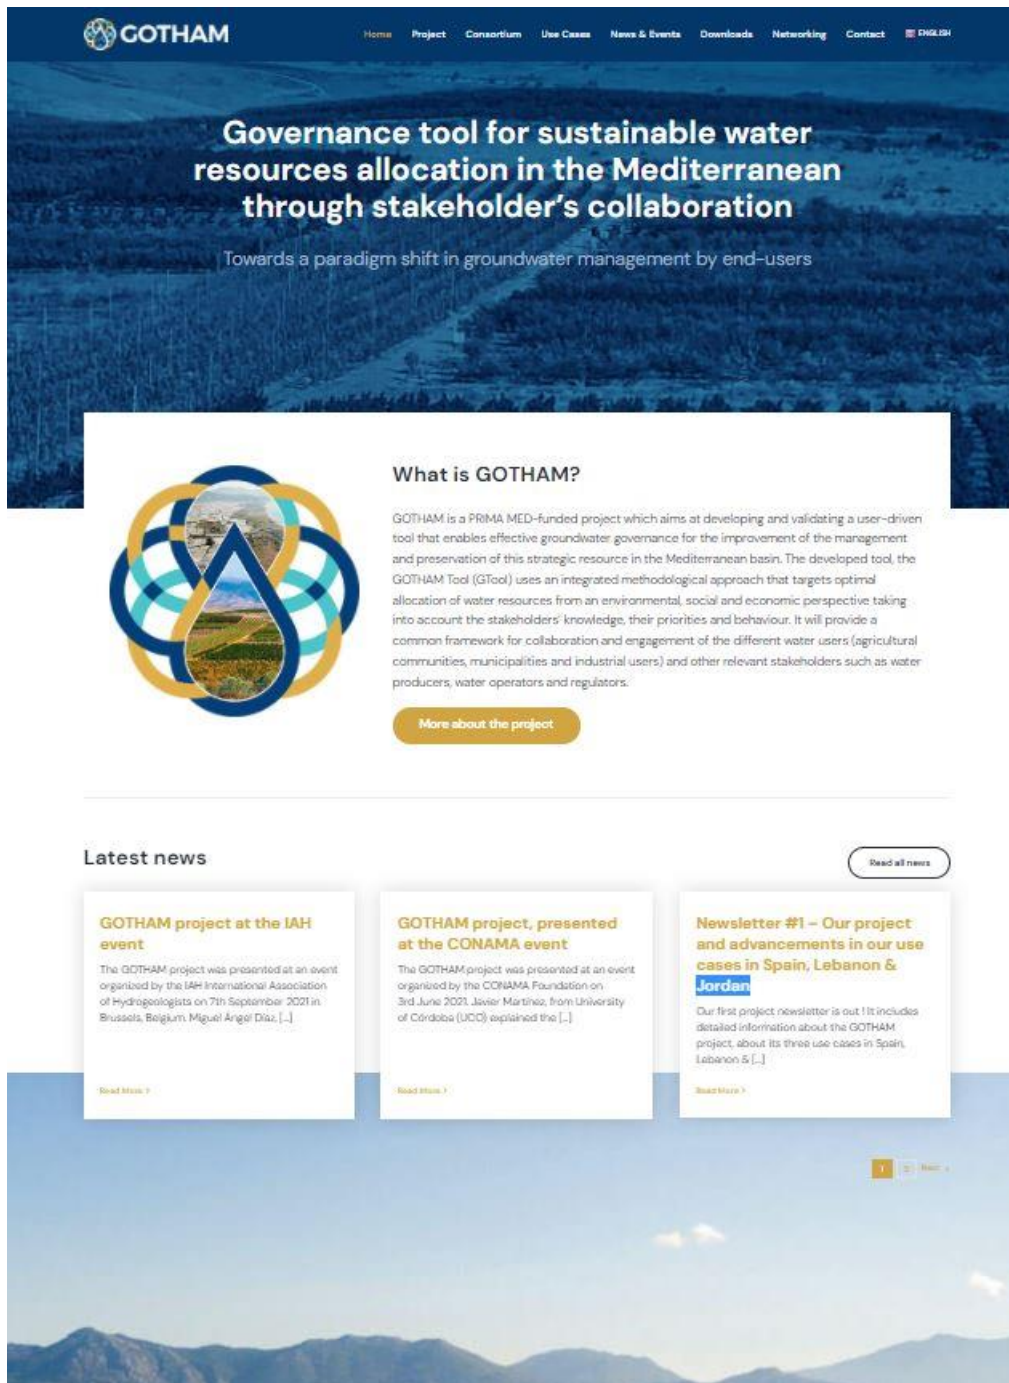 GOTHAM
Home Project Consortium Use Cases News & Events Downloads Networking Contact ENGLISH
Governance tool for sustainable water
resources allocation in the Mediterranean
through stakeholder's collaboration
Towards a paradigm shift in groundwater management by end-users
What is GOTHAM?
GOTHAM is a PRIMA MED-funded project which aims at developing and validating a user-driven
tool that enables effective groundwater governance for the improvement of the management
and preservation of this strategic resource in the Mediterranean basin. The developed tool, the
GOTHAM Tool (GTool) uses an integrated methodological approach that targets optimal
allocation of water resources from an environmental, social and economic perspective taking
into account the stakeholders' knowledge, their priorities and behaviour. It will provide a
common framework for collaboration and engagement of the different water users (agricultural
communities, municipalities and industrial users) and other relevant stakeholders such as water
producers, water operators and regulators.
More about the project
Latest news
Read all news
GOTHAM project at the IAH
event
The GOTHAM project was presented at an event
organized by the IAH International Association
of Hydrogeologists on 7th September 2021 in
Brussels, Belgium. Miguel Ángel Díaz, [...]
Read More >
GOTHAM project, presented
at the CONAMA event
The GOTHAM project was presented at an event
organized by the CONAMA Foundation on
3rd June 2021. Javier Martínez, from University
of Córdoba (UCO) explained the [...]
Read More >
Newsletter #1 – Our project
and advancements in our use
cases in Spain, Lebanon &
Jordan
Our first project newsletter is out ! It includes
detailed information about the GOTHAM
project, about its three use cases in Spain,
Lebanon & [...]
Read More >
1 2 Next >